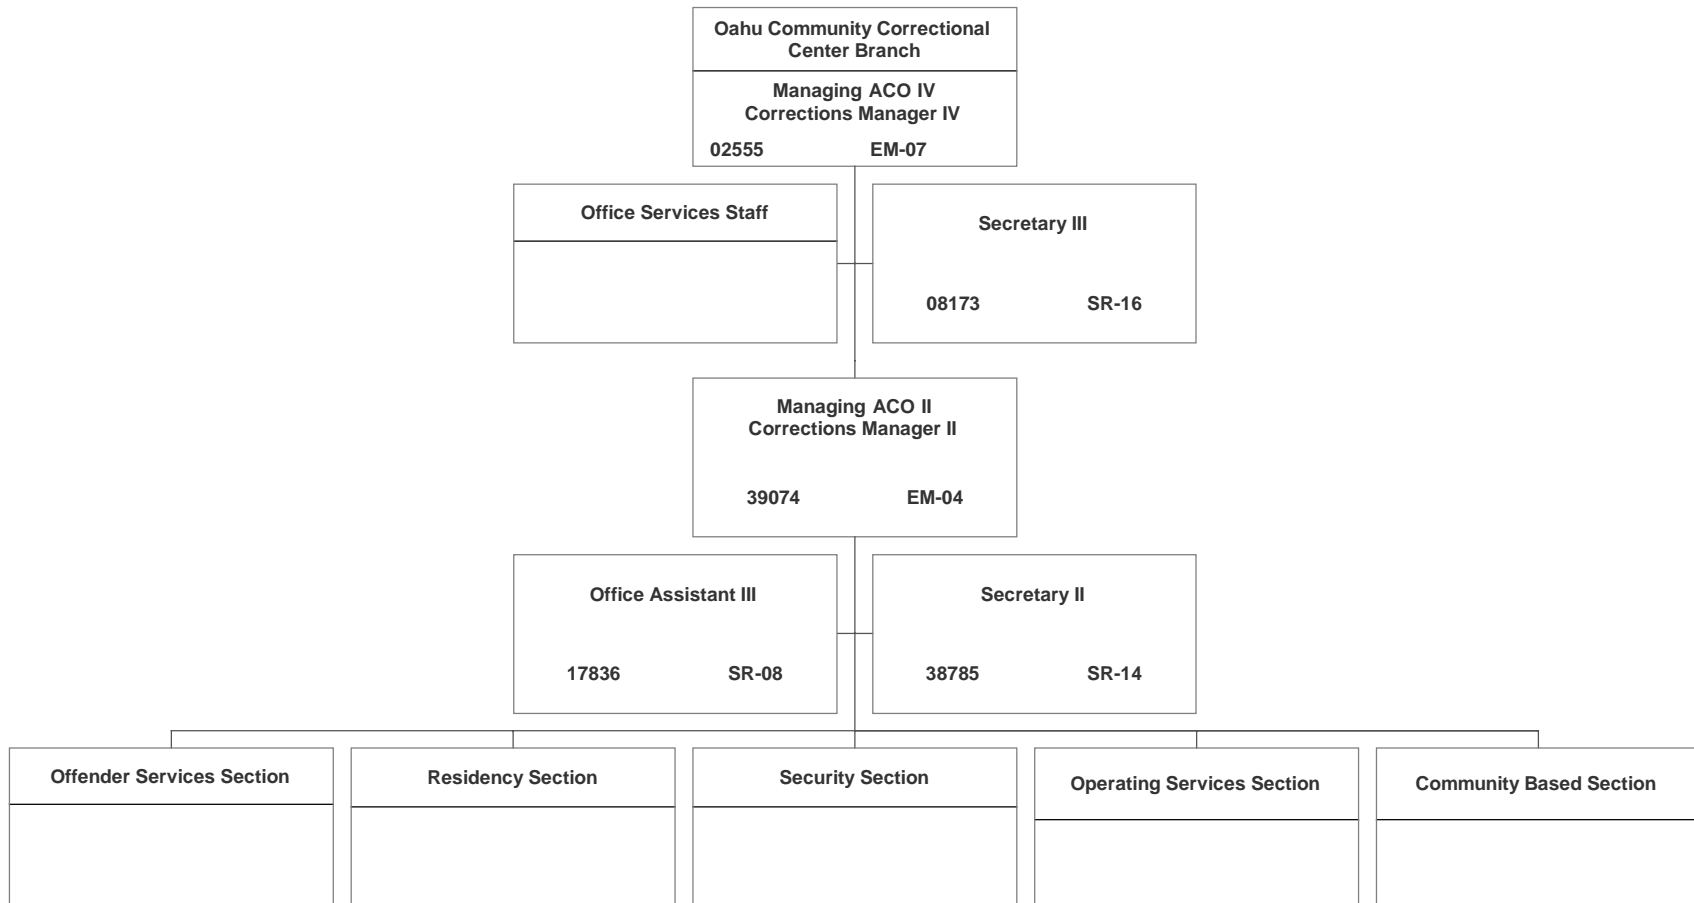 Oahu Community Correctional
Center Branch
Managing ACO IV
Corrections Manager IV
02555 EM-07
Office Services Staff
Secretary III
08173 SR-16
Managing ACO II
Corrections Manager II
39074 EM-04
Office Assistant III
17836 SR-08
Secretary II
38785 SR-14
Offender Services Section
Residency Section
Security Section
Operating Services Section
Community Based Section